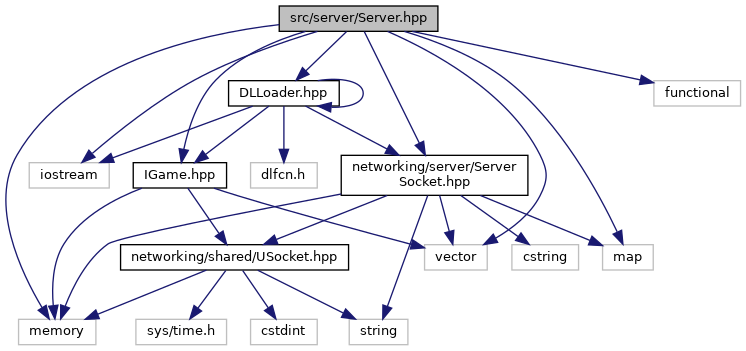 src/server/Server.hpp
DLLoader.hpp
functional
iostream
IGame.hpp
dlfcn.h
networking/server/Server
Socket.hpp
networking/shared/USocket.hpp
vector
cstring
map
memory
sys/time.h
cstdint
string